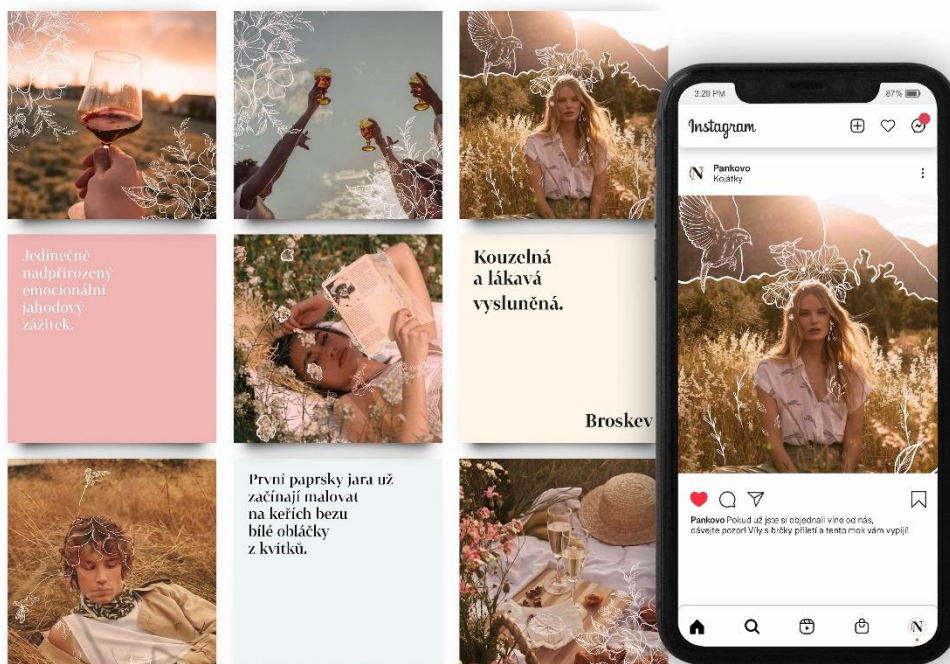 Jedinečně
nadpřirozený
emocionální
jahodový
zážitek.
Kouzelná
a lákavá
vysluněná.
Broskev
První paprsky jara už
začínají malovat
na keřích bezu
bílé obláčky
z kvítků.
3:29 PM
87%
Instagram
N
Pankovo
Kojátky
Pankovo Pokud už jste si objednali víno od nás,
dávejte pozor! Víly s brčky přiletí a tento mok vám vypijí!
N